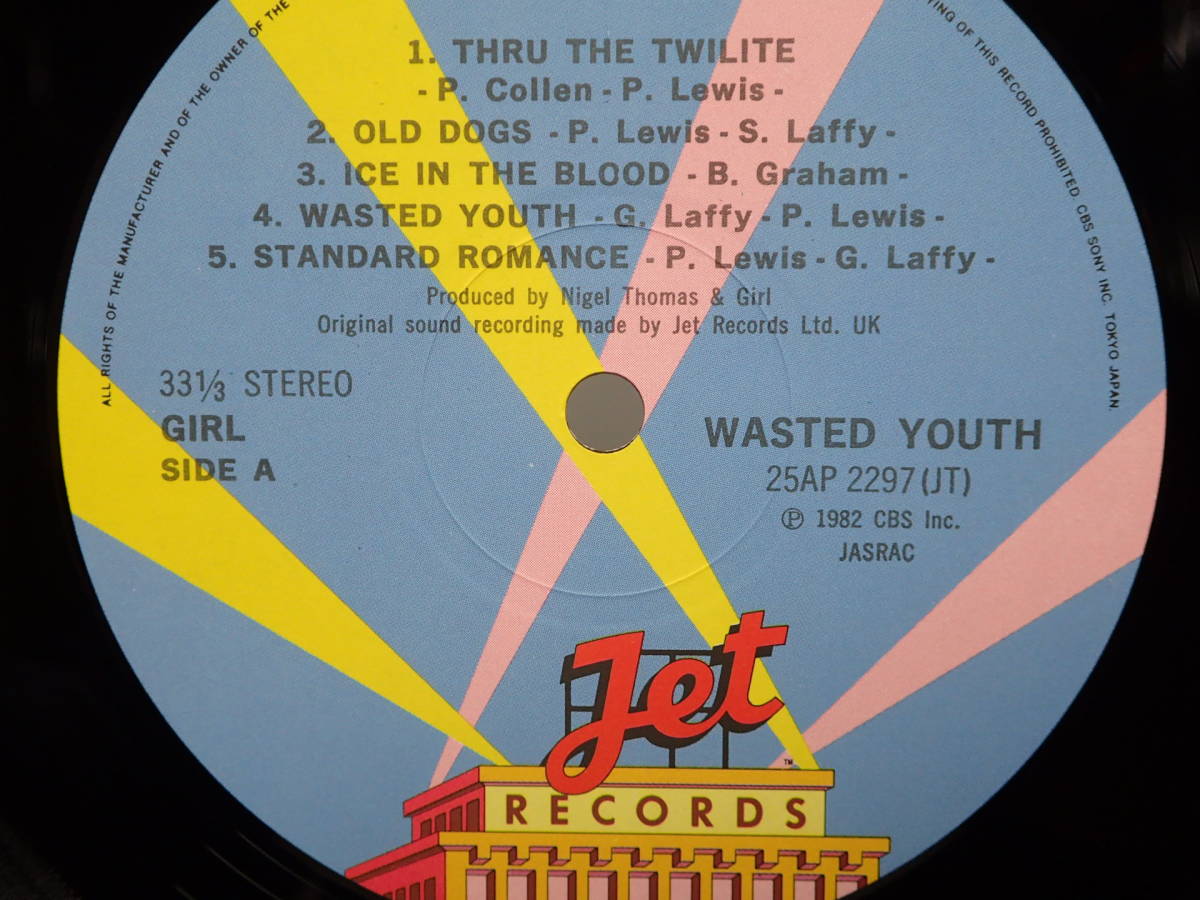 1. THRU THE TWILITE
- P. Collen - P. Lewis -
2. OLD DOGS - P. Lewis - S. Laffy -
3. ICE IN THE BLOOD - B. Graham -
4. WASTED YOUTH - G. Laffy - P. Lewis -
5. STANDARD ROMANCE - P. Lewis - G. Laffy -
Produced by Nigel Thomas & Girl
Original sound recording made by Jet Records Ltd. UK
33 1/3 STEREO
GIRL
SIDE A
WASTED YOUTH
25AP 2297 (JT)
Ⓟ 1982 CBS Inc.
JASRAC
ALL RIGHTS OF THE MANUFACTURER AND OF THE OWNER OF THE
OF THIS RECORD PROHIBITED. CBS SONY INC. TOKYO JAPAN.
Jet
TM
RECORDS